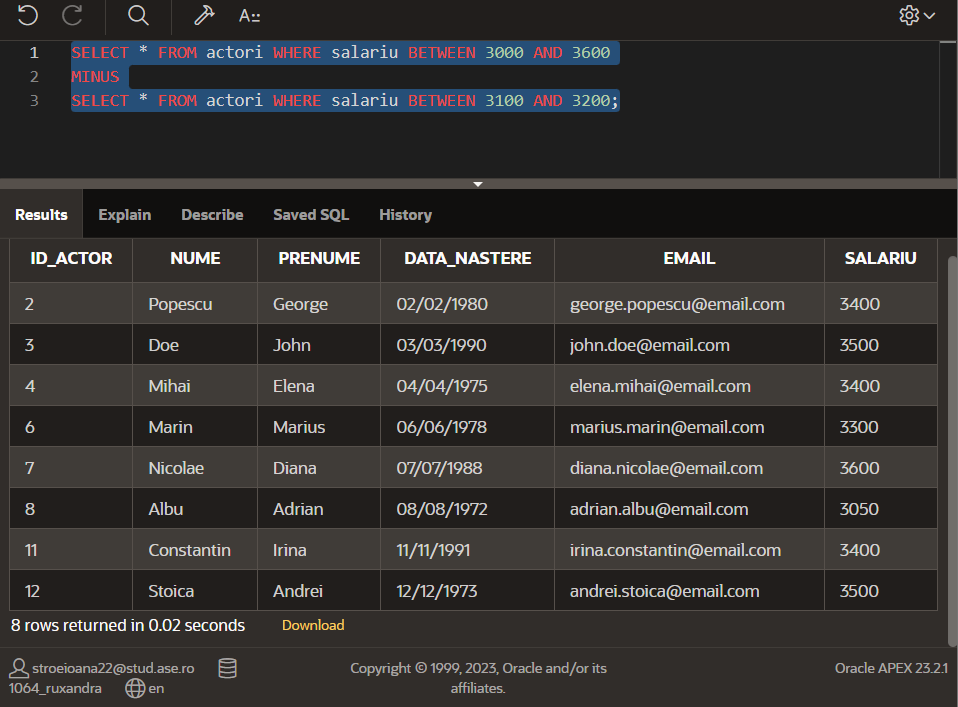 A::
1 SELECT * FROM actori WHERE salariu BETWEEN 3000 AND 3600
2 MINUS
3 SELECT * FROM actori WHERE salariu BETWEEN 3100 AND 3200;
Results Explain Describe Saved SQL History
ID_ACTOR NUME PRENUME DATA_NASTERE EMAIL SALARIU
2 Popescu George 02/02/1980 george.popescu@email.com 3400
3 Doe John 03/03/1990 john.doe@email.com 3500
4 Mihai Elena 04/04/1975 elena.mihai@email.com 3400
6 Marin Marius 06/06/1978 marius.marin@email.com 3300
7 Nicolae Diana 07/07/1988 diana.nicolae@email.com 3600
8 Albu Adrian 08/08/1972 adrian.albu@email.com 3050
11 Constantin Irina 11/11/1991 irina.constantin@email.com 3400
12 Stoica Andrei 12/12/1973 andrei.stoica@email.com 3500
8 rows returned in 0.02 seconds Download
stroeioana22@stud.ase.ro
1064_ruxandra en
Copyright © 1999, 2023, Oracle and/or its
affiliates.
Oracle APEX 23.2.1